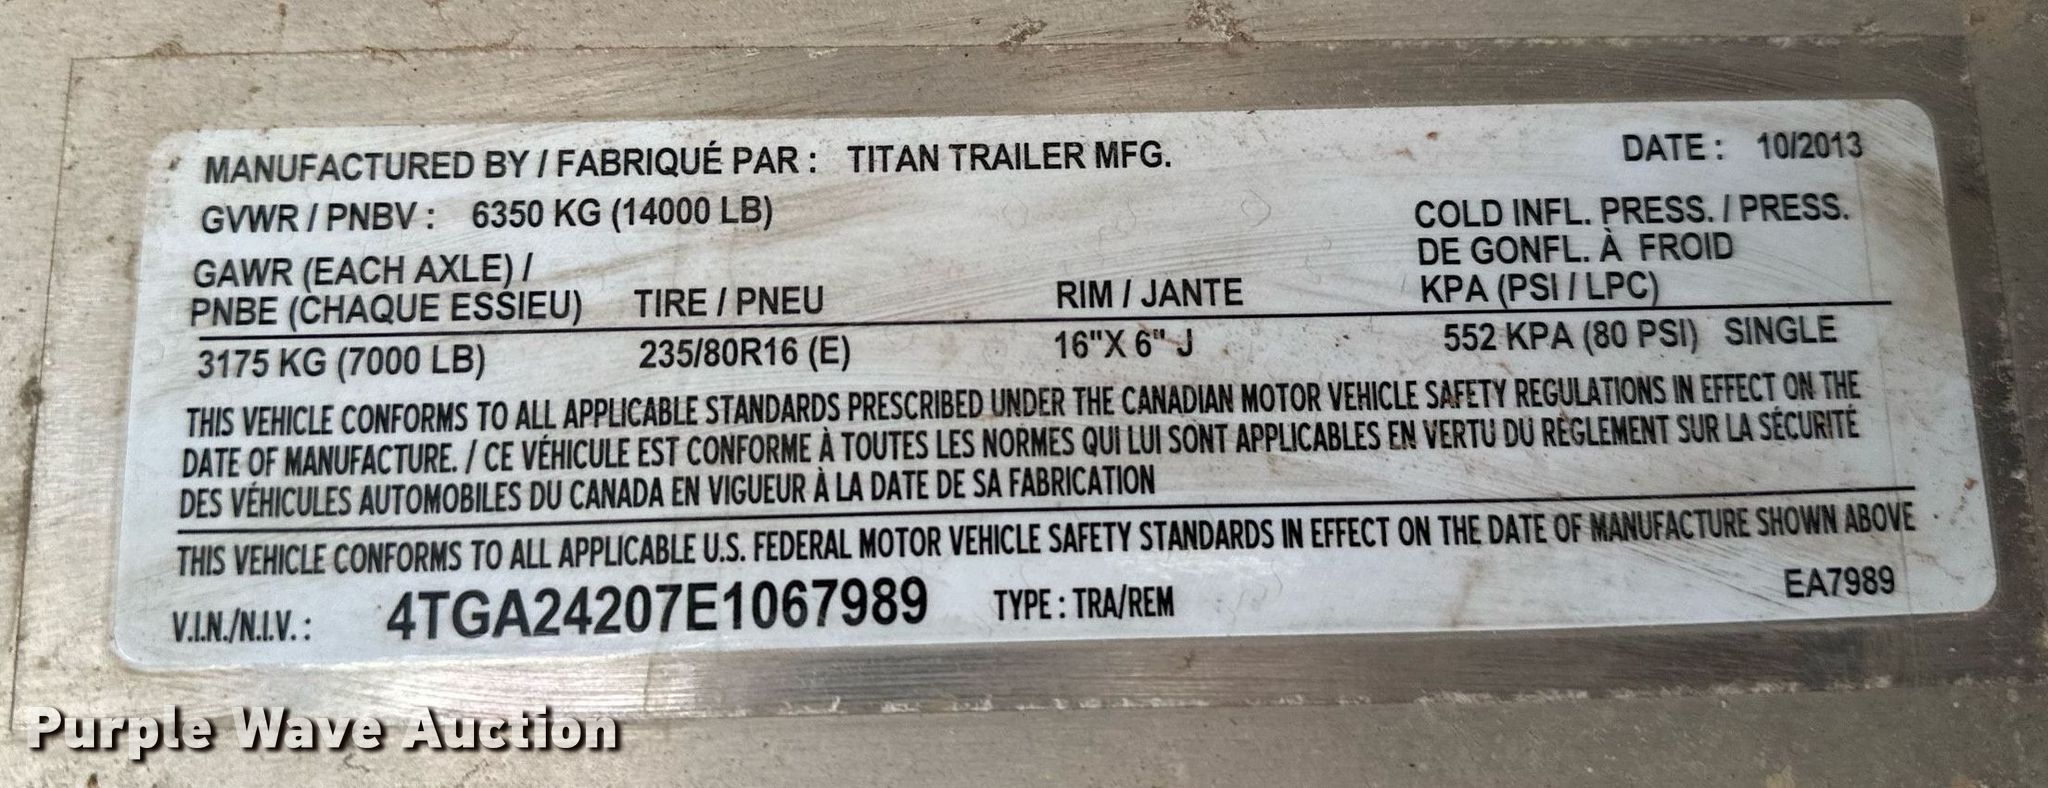 MANUFACTURED BY / FABRIQUÉ PAR : TITAN TRAILER MFG. DATE : 10/2013
GVWR / PNBV : 6350 KG (14000 LB)
COLD INFL. PRESS. / PRESS.
DE GONFL. À FROID
KPA (PSI / LPC)
GAWR (EACH AXLE) /
PNBE (CHAQUE ESSIEU) TIRE / PNEU RIM / JANTE
3175 KG (7000 LB) 235/80R16 (E) 16"X 6" J 552 KPA (80 PSI) SINGLE
THIS VEHICLE CONFORMS TO ALL APPLICABLE STANDARDS PRESCRIBED UNDER THE CANADIAN MOTOR VEHICLE SAFETY REGULATIONS IN EFFECT ON THE
DATE OF MANUFACTURE. / CE VÉHICULE EST CONFORME À TOUTES LES NORMES QUI LUI SONT APPLICABLES EN VERTU DU RÈGLEMENT SUR LA SÉCURITÉ
DES VÉHICULES AUTOMOBILES DU CANADA EN VIGUEUR À LA DATE DE SA FABRICATION
THIS VEHICLE CONFORMS TO ALL APPLICABLE U.S. FEDERAL MOTOR VEHICLE SAFETY STANDARDS IN EFFECT ON THE DATE OF MANUFACTURE SHOWN ABOVE
V.I.N./N.I.V. : 4TGA24207E1067989 TYPE : TRA/REM EA7989
Purple Wave Auction